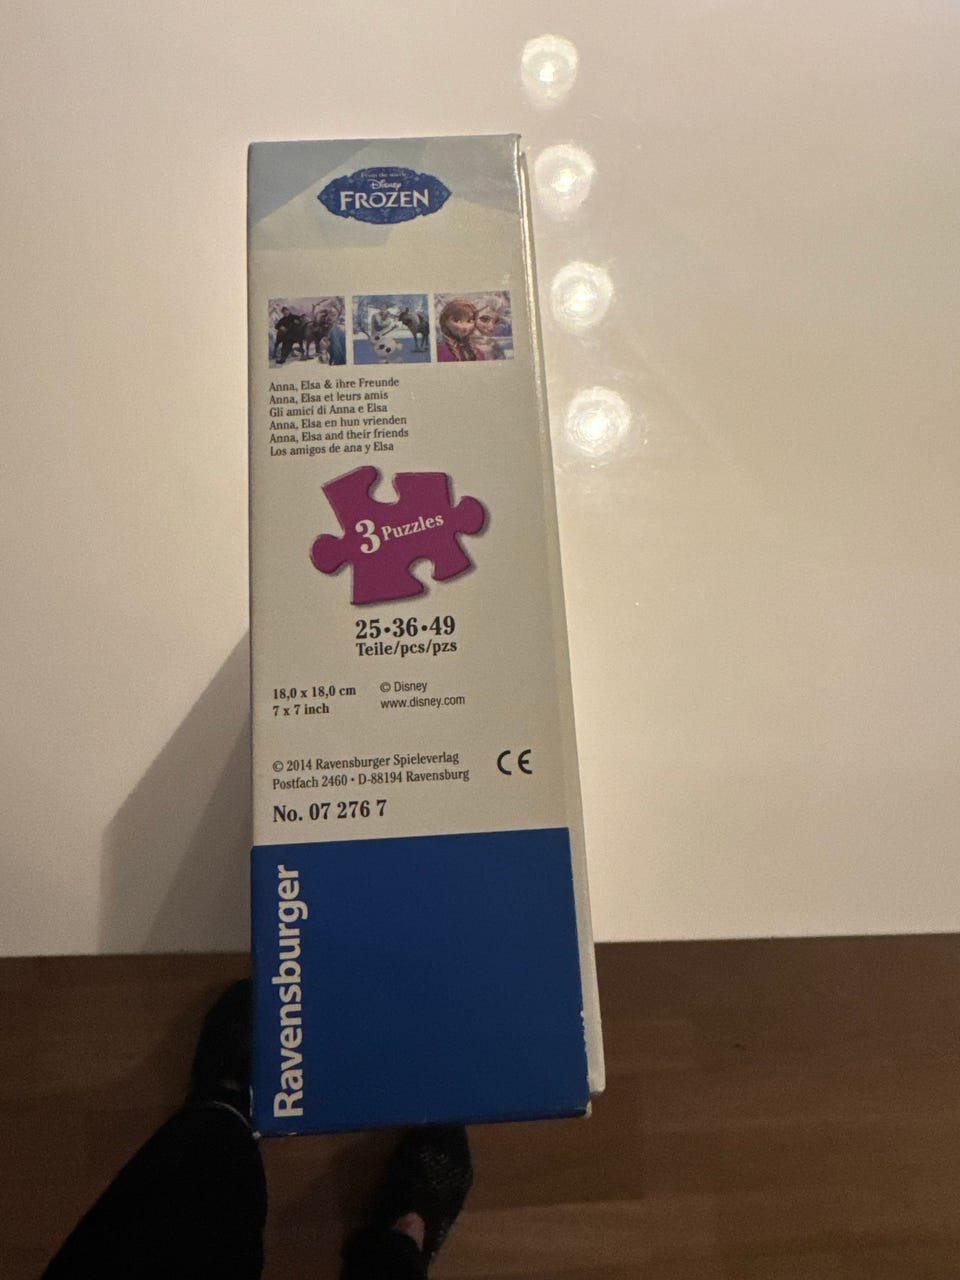 From the movie
Disney
FROZEN
Anna, Elsa & ihre Freunde
Anna, Elsa et leurs amis
Gli amici di Anna e Elsa
Anna, Elsa en hun vrienden
Anna, Elsa and their friends
Los amigos de ana y Elsa
3 Puzzles
25•36•49
Teile/pcs/pzs
18,0 x 18,0 cm
7 x 7 inch
© Disney
www.disney.com
© 2014 Ravensburger Spieleverlag
Postfach 2460 • D-88194 Ravensburg
CE
No. 07 276 7
Ravensburger